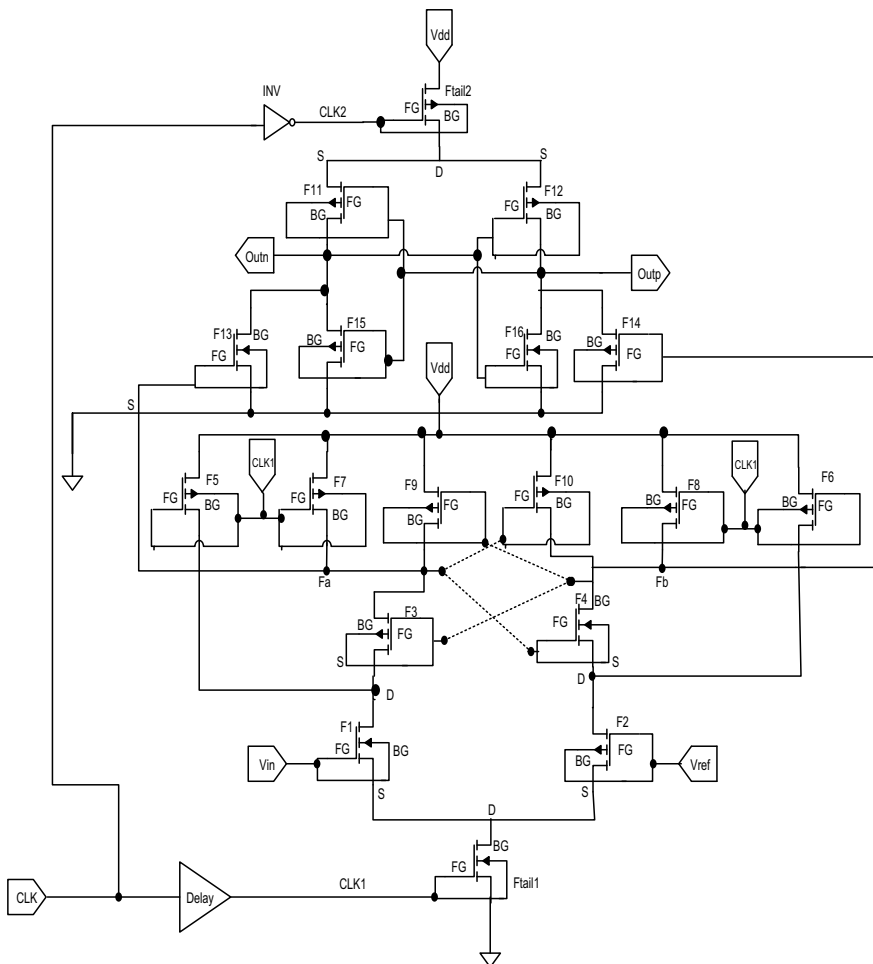 Vdd
INV
Ftail2
CLK2
FG
BG
S
D
S
F11
FG
BG
F12
FG
BG
Outn
Outp
F13
BG
FG
F15
BG
FG
F16
BG
FG
F14
BG
FG
S
Vdd
F5
FG
BG
CLK1
F7
FG
BG
F9
FG
BG
F10
FG
BG
F8
BG
FG
CLK1
F6
FG
BG
Fa
Fb
F3
BG
FG
S
F4
BG
FG
S
D
D
F1
FG
BG
S
Vin
F2
BG
FG
S
Vref
D
BG
FG
Ftail1
CLK
Delay
CLK1